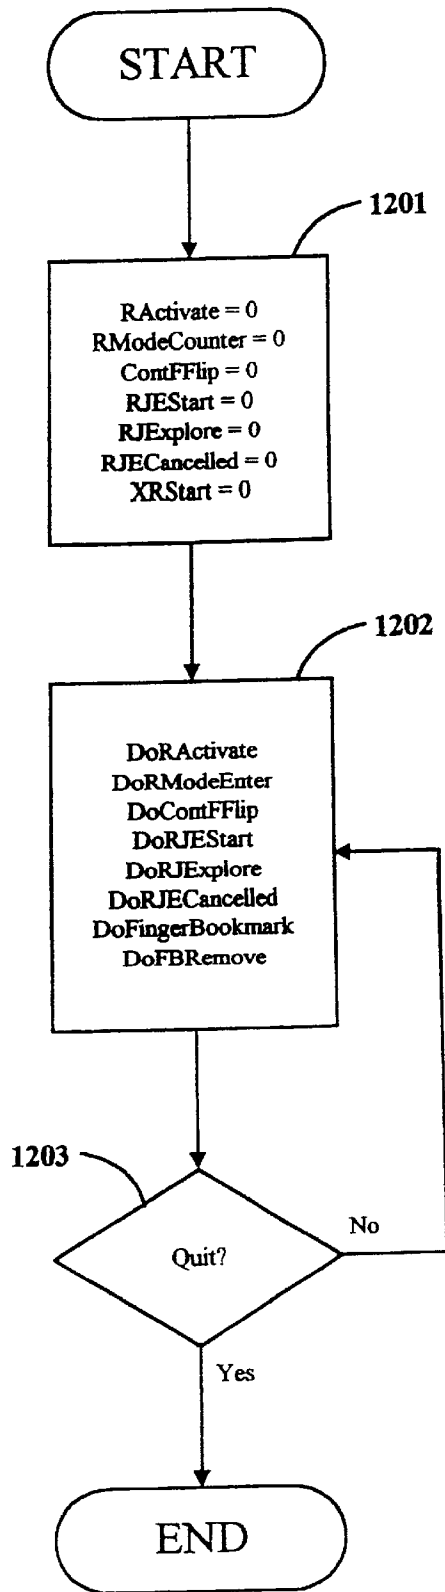 START
1201
RActivate = 0
RModeCounter = 0
ContFFlip = 0
RJEStart = 0
RJExplore = 0
RJECancelled = 0
XRStart = 0
1202
DoRActivate
DoRModeEnter
DoContFFlip
DoRJEStart
DoRJExplore
DoRJECancelled
DoFingerBookmark
DoFBRemove
1203
Quit?
No
Yes
END